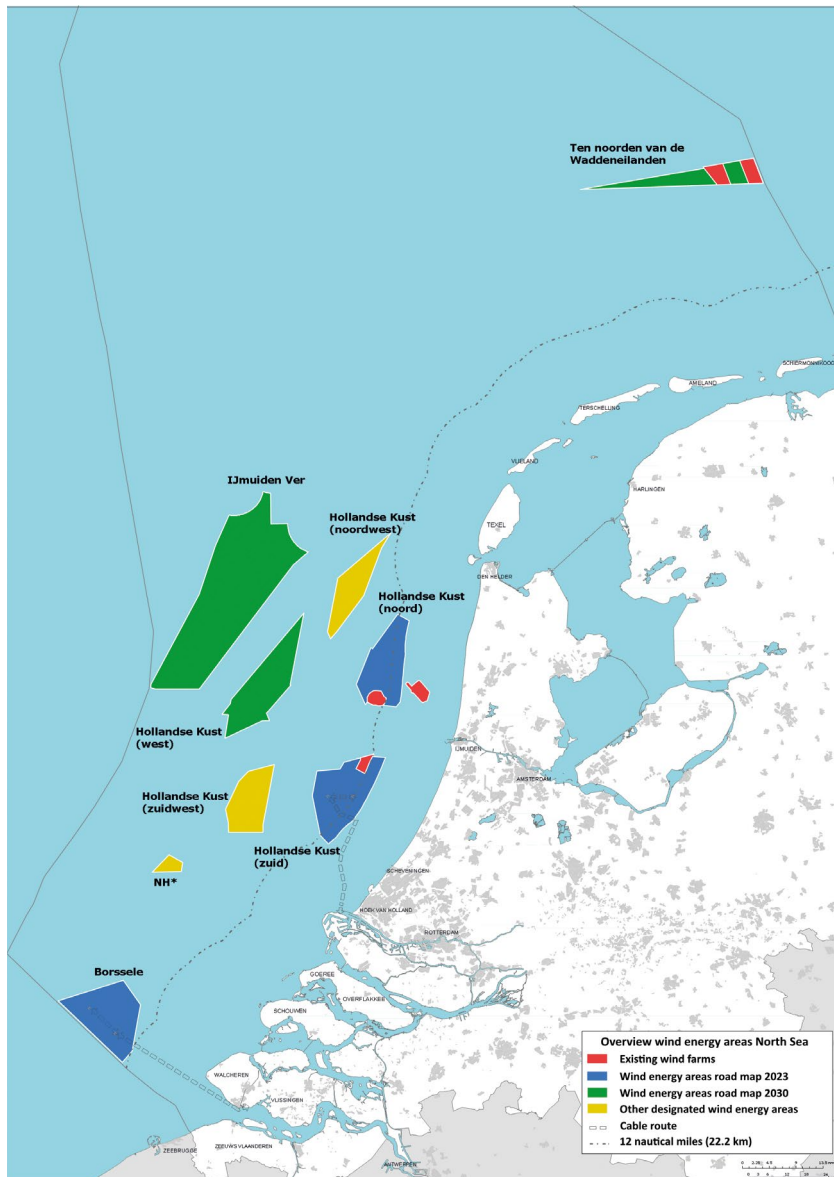 Ten noorden van de
Waddeneilanden
SCHIERMONNIKOOG
AMELAND
TERSCHELLING
VLIELAND
HARLINGEN
TEXEL
DEN HELDER
IJmuiden Ver
Hollandse Kust
(noordwest)
Hollandse Kust
(noord)
Hollandse Kust
(west)
IJMUIDEN
AMSTERDAM
Hollandse Kust
(zuidwest)
Hollandse Kust
(zuid)
NH*
SCHEVENINGEN
HOEK VAN HOLLAND
ROTTERDAM
Borssele
GOEREE
OVERFLAKKEE
SCHOUWEN
WALCHEREN
VLISSINGEN
ZEEUWS VLAANDEREN
ZEEBRUGGE
ANTWERPEN
Overview wind energy areas North Sea
Existing wind farms
Wind energy areas road map 2023
Wind energy areas road map 2030
Other designated wind energy areas
Cable route
12 nautical miles (22.2 km)